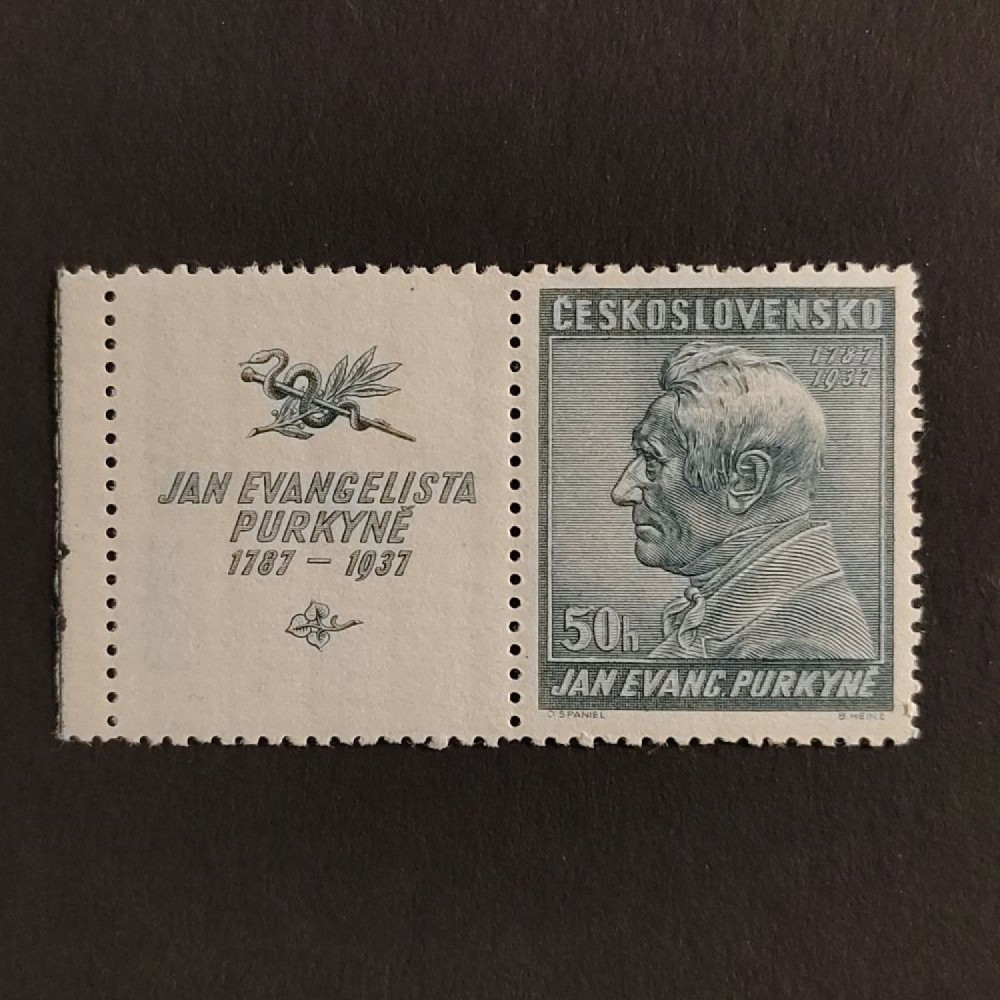 JAN EVANGELISTA
PURKYNĚ
1787 – 1937
ČESKOSLOVENSKO
1787
1937
50h
JAN EVANG. PURKYNĚ
O. ŠPANIEL
B. HEINZ